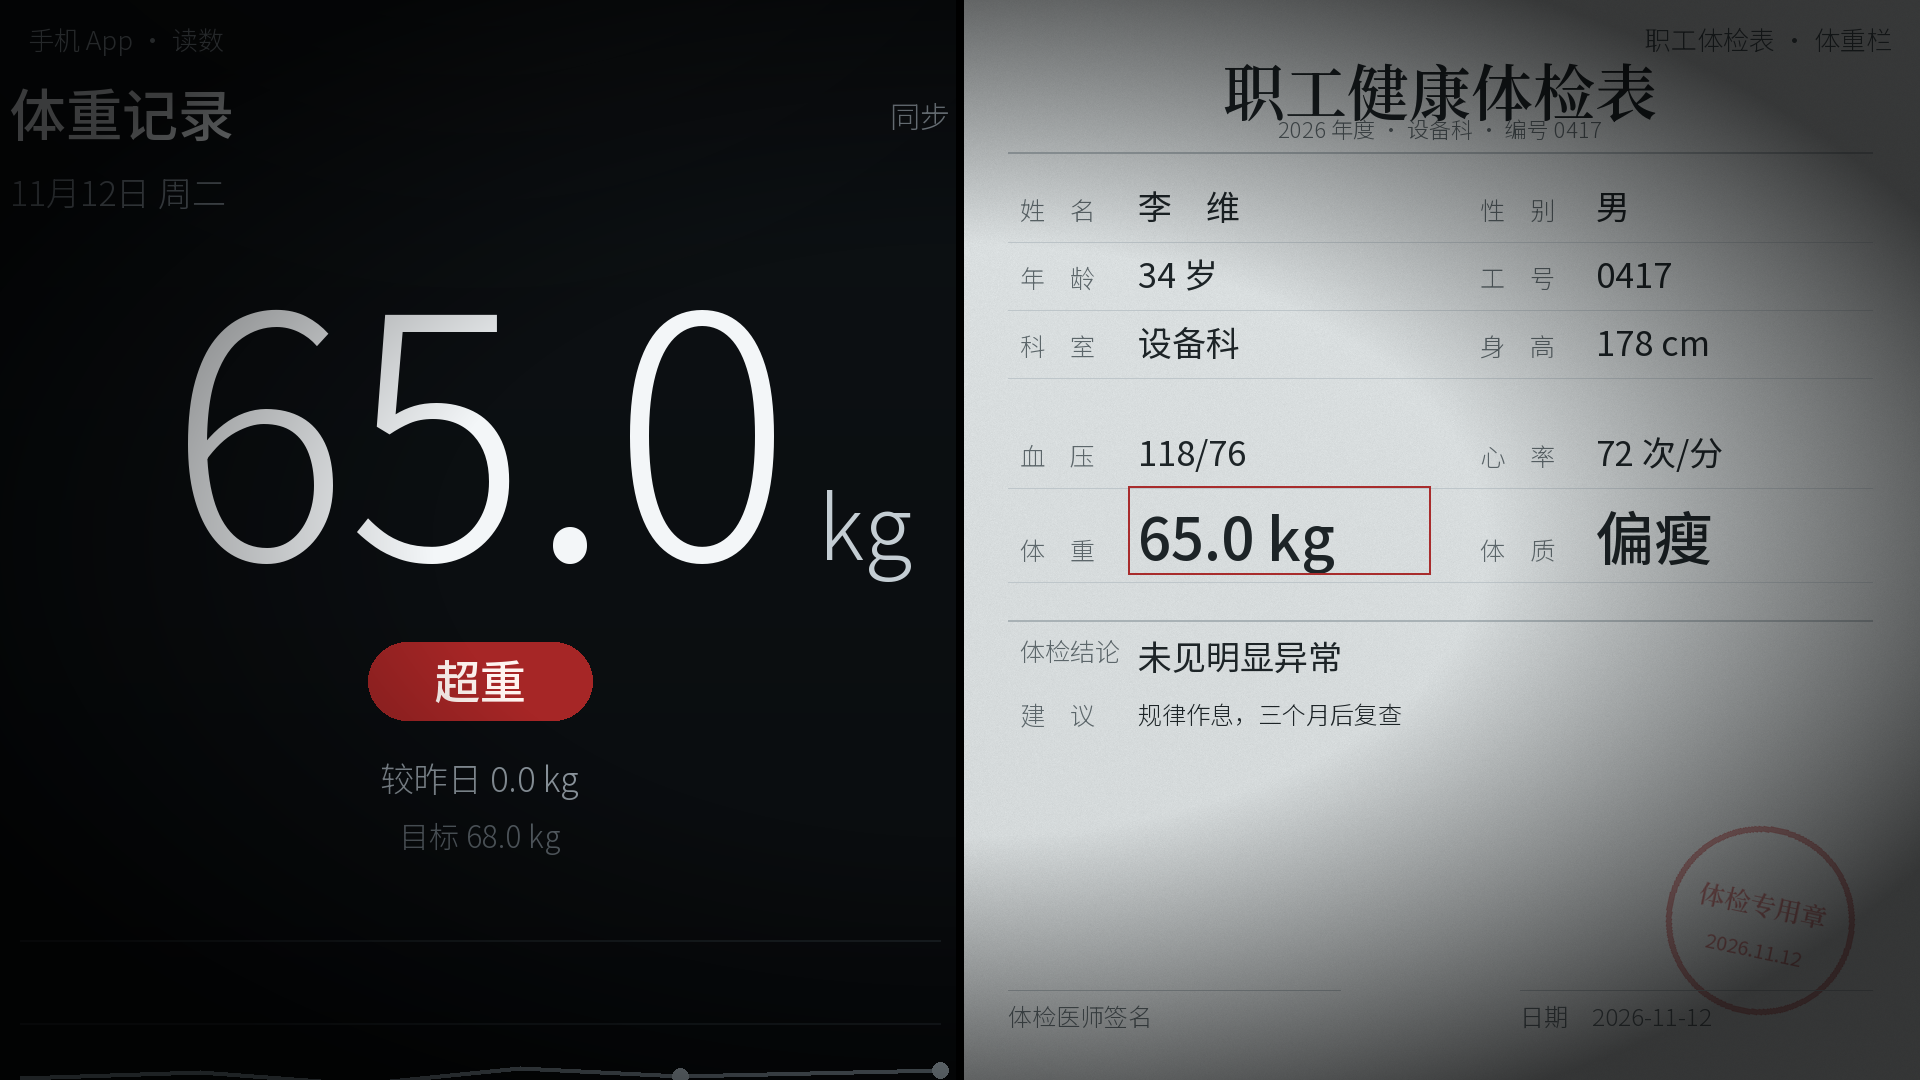 手机 App · 读数
体重记录
同步
11月12日 周二
65.0 kg
超重
较昨日 0.0 kg
目标 68.0 kg
职工体检表 · 体重栏
职工健康体检表
2026 年度 · 设备科 · 编号 0417
姓 名 李 维 性 别 男
年 龄 34 岁 工 号 0417
科 室 设备科 身 高 178 cm
血 压 118/76 心 率 72 次/分
体 重 65.0 kg 体 质 偏瘦
体检结论 未见明显异常
建 议 规律作息，三个月后复查
体检专用章
2026.11.12
体检医师签名
日期 2026-11-12